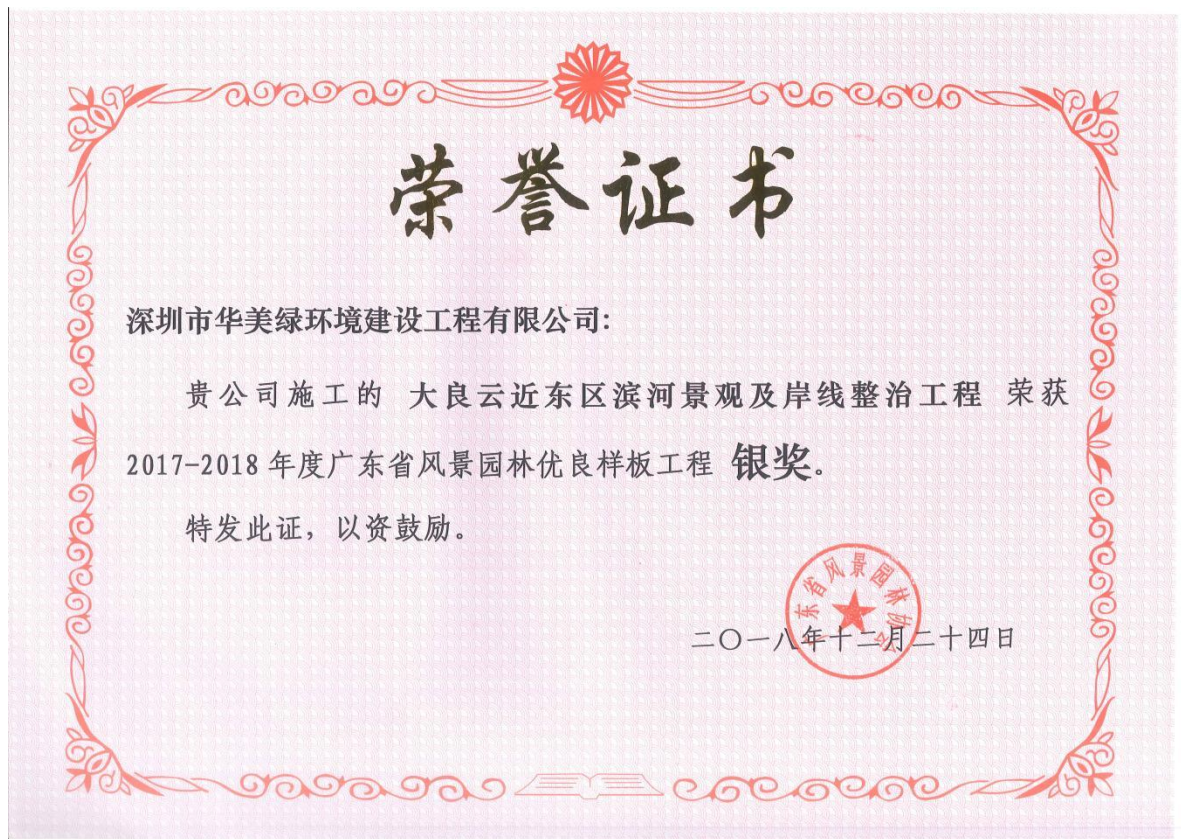 荣誉证书
深圳市华美绿环境建设工程有限公司:
贵公司施工的 大良云近东区滨河景观及岸线整治工程 荣获
2017-2018 年度广东省风景园林优良样板工程 银奖。
特发此证，以资鼓励。
广东省风景园林协会
二〇一八年十二月二十四日